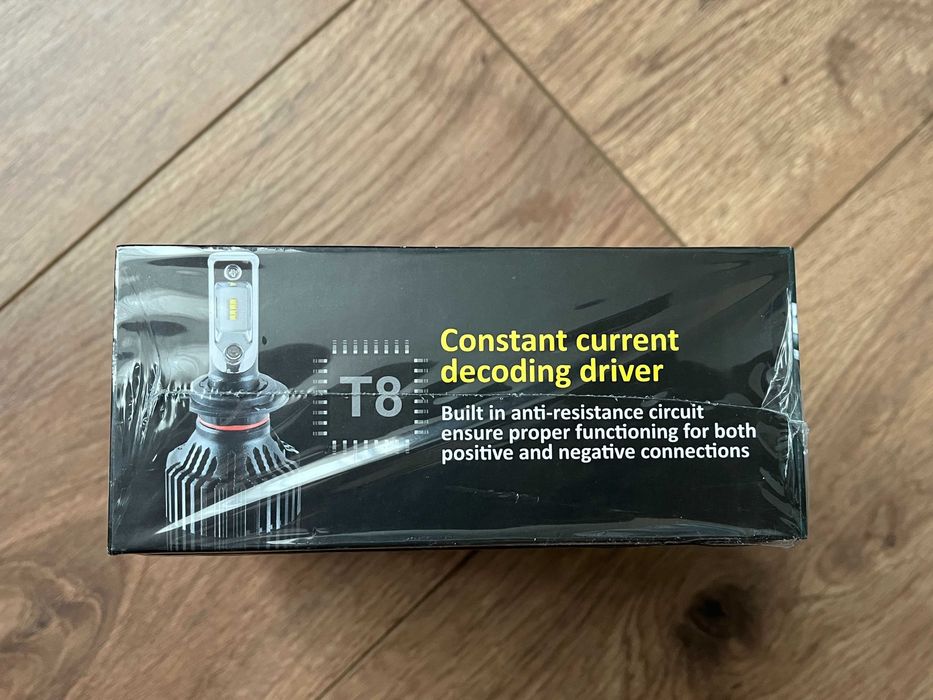 T8
Constant current
decoding driver
Built in anti-resistance circuit
ensure proper functioning for both
positive and negative connections